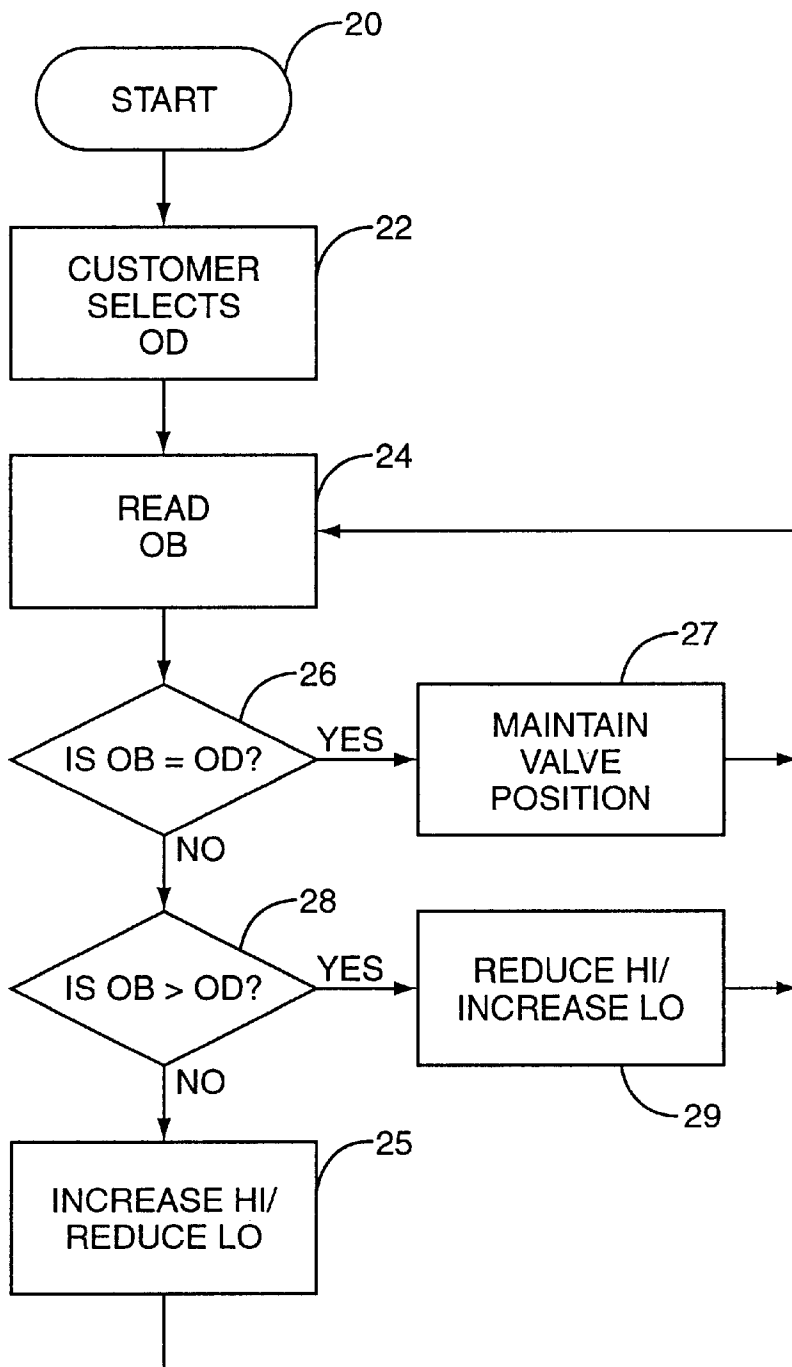 20
START
22
CUSTOMER
SELECTS
OD
24
READ
OB
26
IS OB = OD?
YES
27
MAINTAIN
VALVE
POSITION
NO
28
IS OB > OD?
YES
REDUCE HI/
INCREASE LO
29
NO
25
INCREASE HI/
REDUCE LO